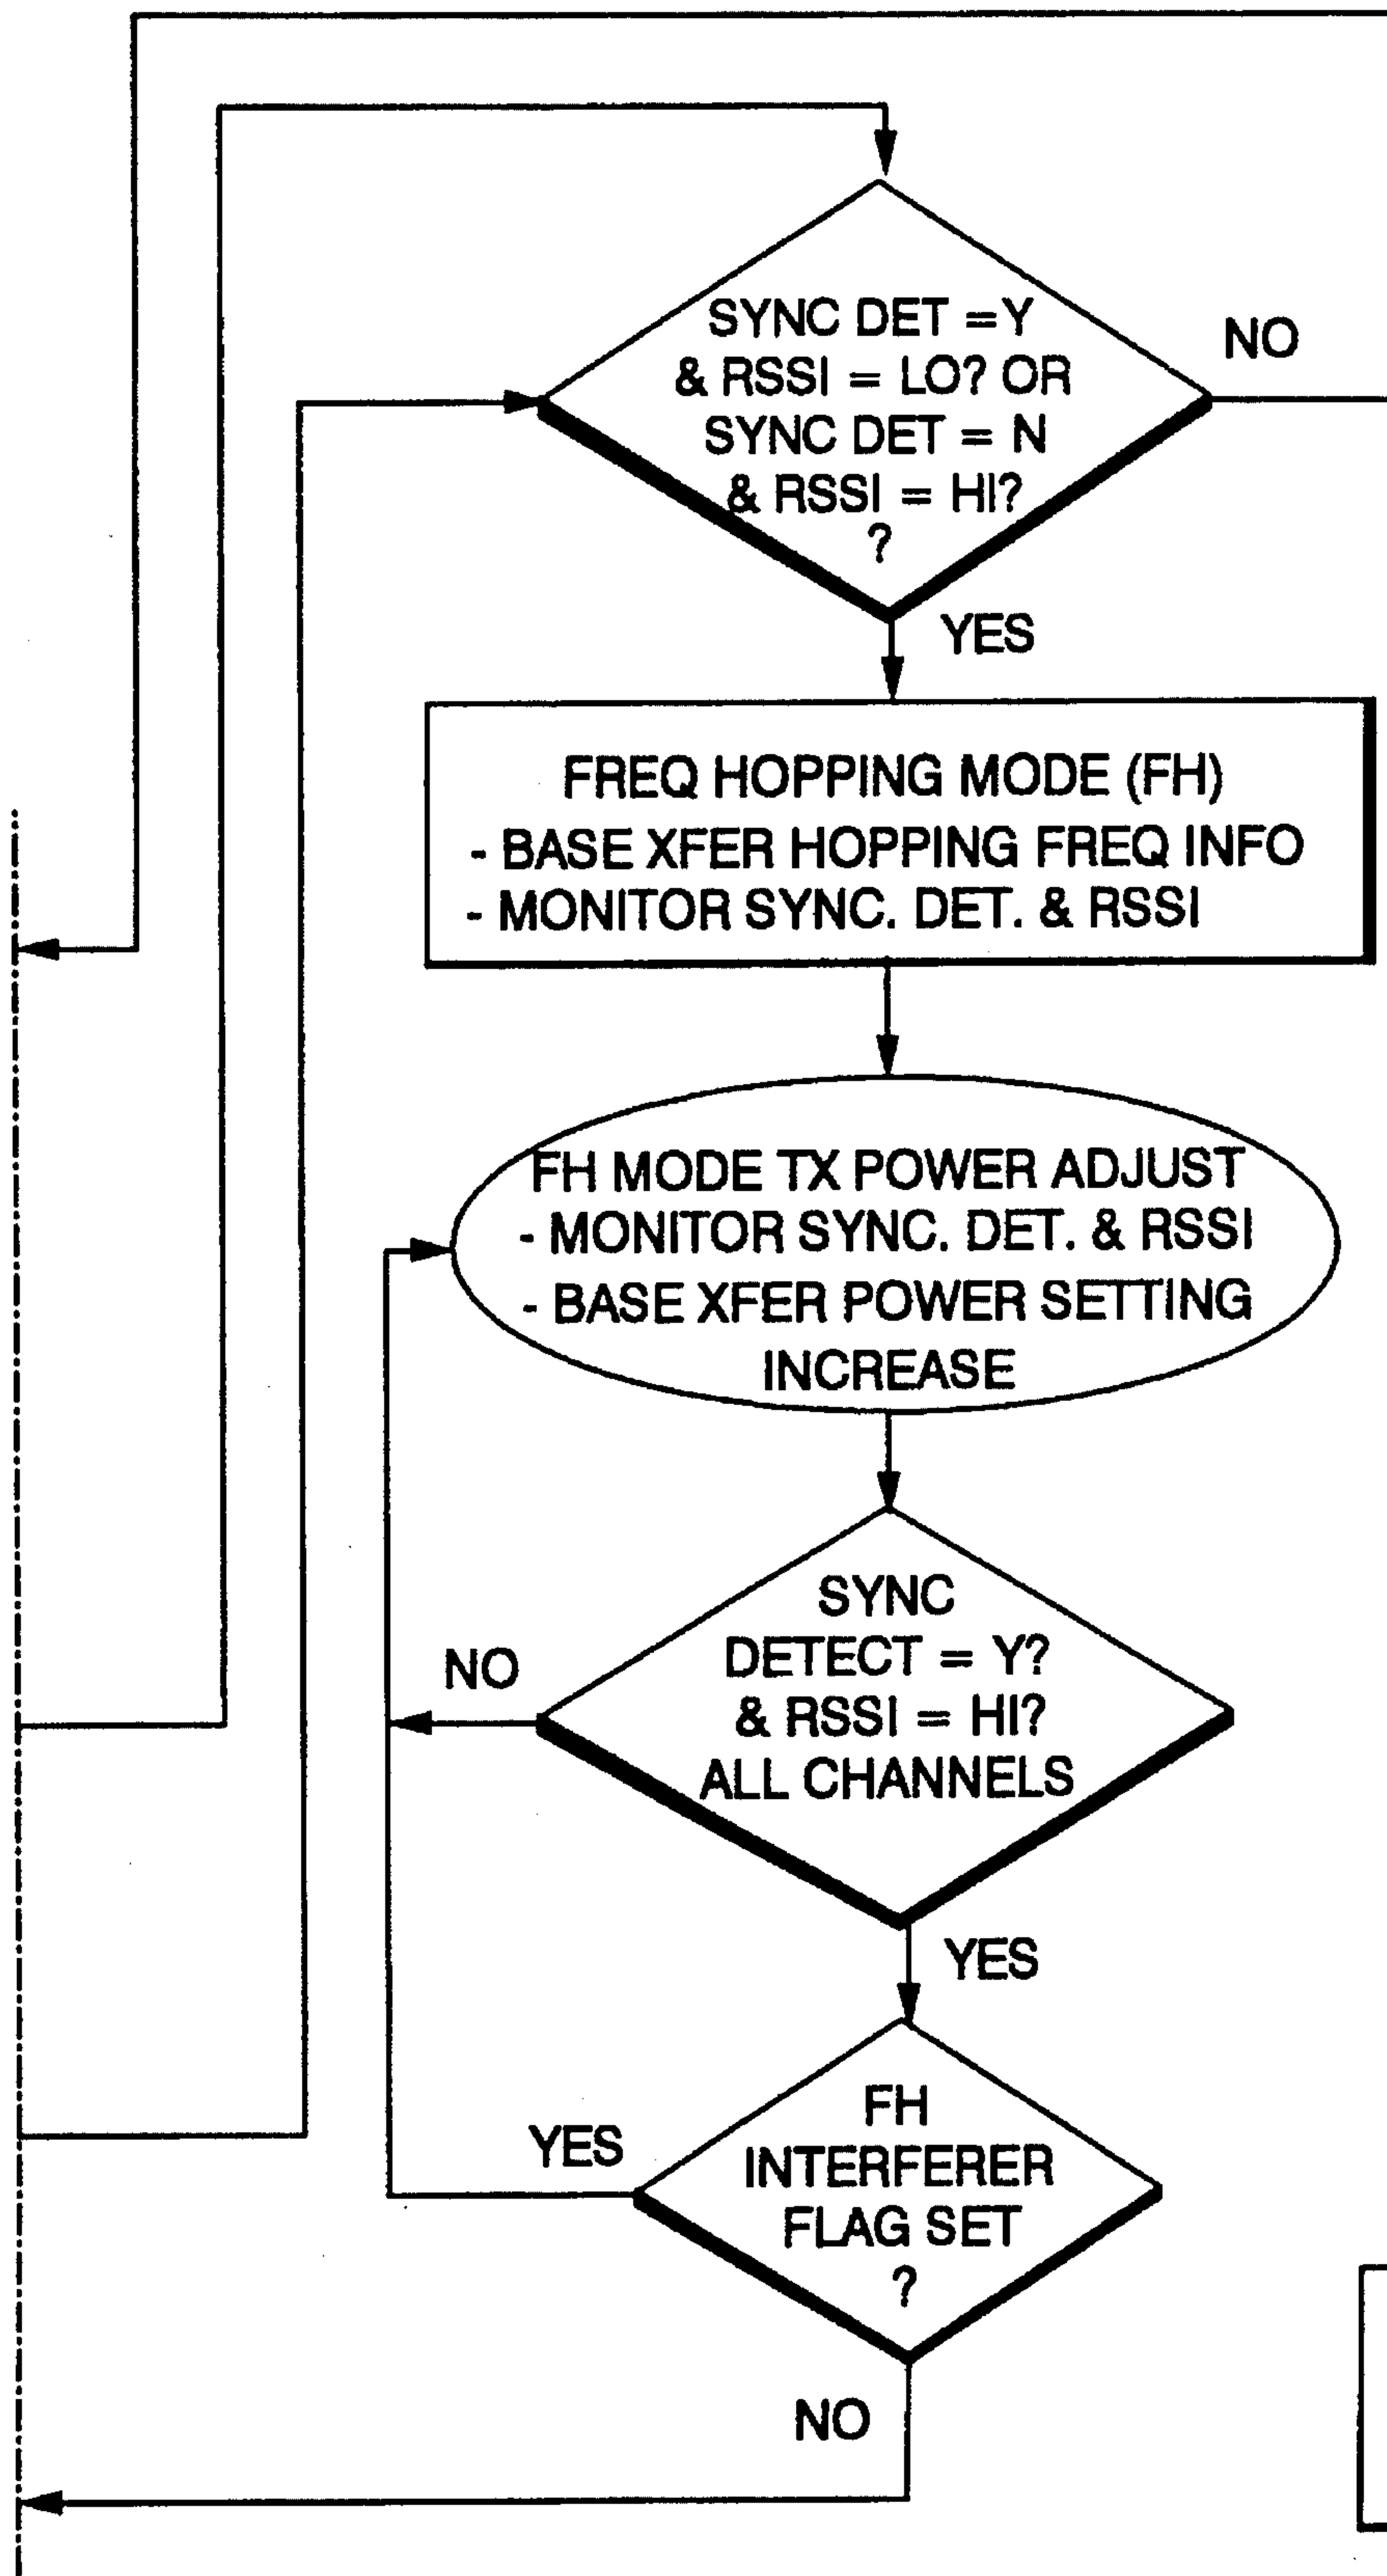 SYNC DET =Y
& RSSI = LO? OR
SYNC DET = N
& RSSI = HI?
?
NO
YES
FREQ HOPPING MODE (FH)
- BASE XFER HOPPING FREQ INFO
- MONITOR SYNC. DET. & RSSI
FH MODE TX POWER ADJUST
- MONITOR SYNC. DET. & RSSI
- BASE XFER POWER SETTING
INCREASE
SYNC
DETECT = Y?
& RSSI = HI?
ALL CHANNELS
NO
YES
FH
INTERFERER
FLAG SET
?
YES
NO